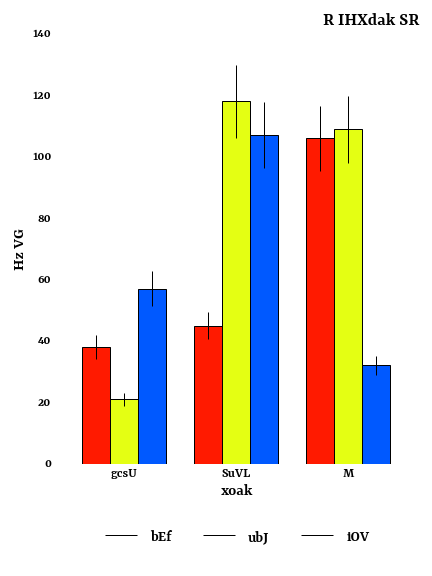 R IHXdak SR
140
120
100
80
60
40
20
0
Hz VG
gcsU SuVL M
xoak
bEf ubJ iOV